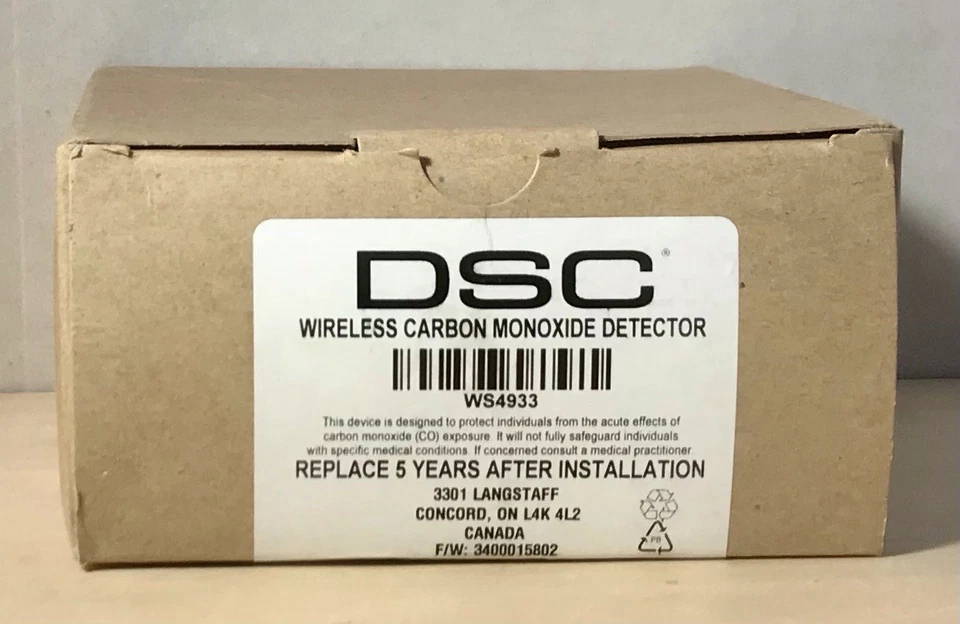 DSC®
WIRELESS CARBON MONOXIDE DETECTOR
WS4933
This device is designed to protect individuals from the acute effects of
carbon monoxide (CO) exposure. It will not fully safeguard individuals
with specific medical conditions. If concerned consult a medical practitioner
REPLACE 5 YEARS AFTER INSTALLATION
3301 LANGSTAFF
CONCORD, ON L4K 4L2
CANADA
F/W: 3400015802
PB